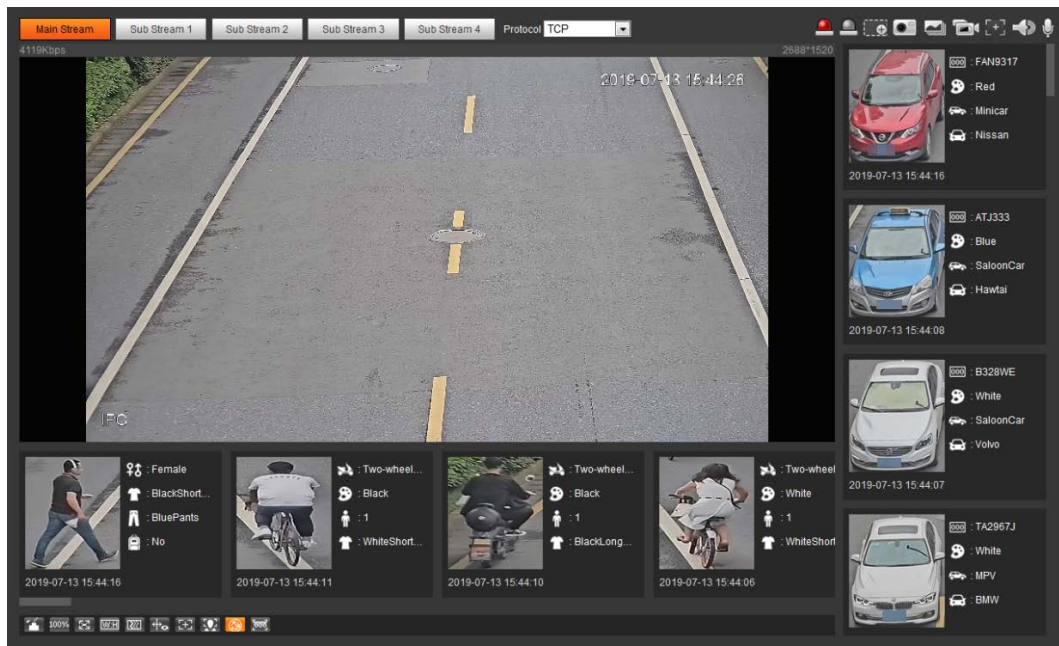 Main Stream
Sub Stream 1
Sub Stream 2
Sub Stream 3
Sub Stream 4
Protocol TCP
4119Kbps
2688*1520
2019-07-13 15:44:26
IPC
: FAN9317
: Red
: Minicar
: Nissan
2019-07-13 15:44:16
: ATJ333
: Blue
: SaloonCar
: Hawtai
2019-07-13 15:44:08
: B328WE
: White
: SaloonCar
: Volvo
2019-07-13 15:44:07
: TA2967J
: White
: MPV
: BMW
: Female
: BlackShort...
: BluePants
: No
2019-07-13 15:44:16
: Two-wheel...
: Black
: 1
: WhiteShort...
2019-07-13 15:44:11
: Two-wheel...
: Black
: 1
: BlackLong...
2019-07-13 15:44:10
: Two-wheel
: White
: 1
: WhiteShort
2019-07-13 15:44:06
100%
W:H